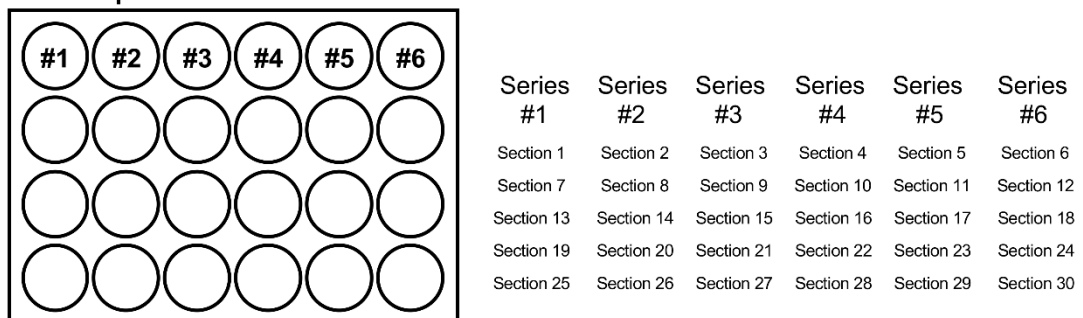 #1 #2 #3 #4 #5 #6
Series Series Series Series Series Series
#1 #2 #3 #4 #5 #6
Section 1 Section 2 Section 3 Section 4 Section 5 Section 6
Section 7 Section 8 Section 9 Section 10 Section 11 Section 12
Section 13 Section 14 Section 15 Section 16 Section 17 Section 18
Section 19 Section 20 Section 21 Section 22 Section 23 Section 24
Section 25 Section 26 Section 27 Section 28 Section 29 Section 30